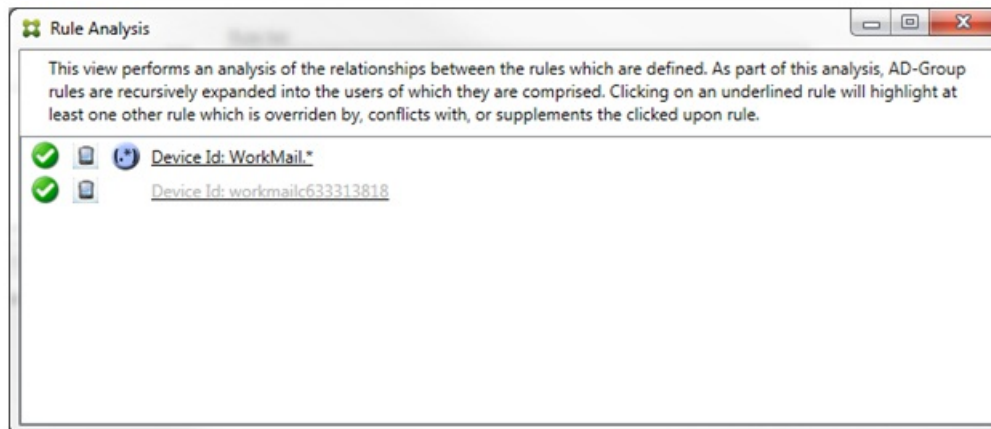 Rule Analysis
This view performs an analysis of the relationships between the rules which are defined. As part of this analysis, AD-Group
rules are recursively expanded into the users of which they are comprised. Clicking on an underlined rule will highlight at
least one other rule which is overriden by, conflicts with, or supplements the clicked upon rule.
(.*) Device Id: WorkMail.*
Device Id: workmailc633313818